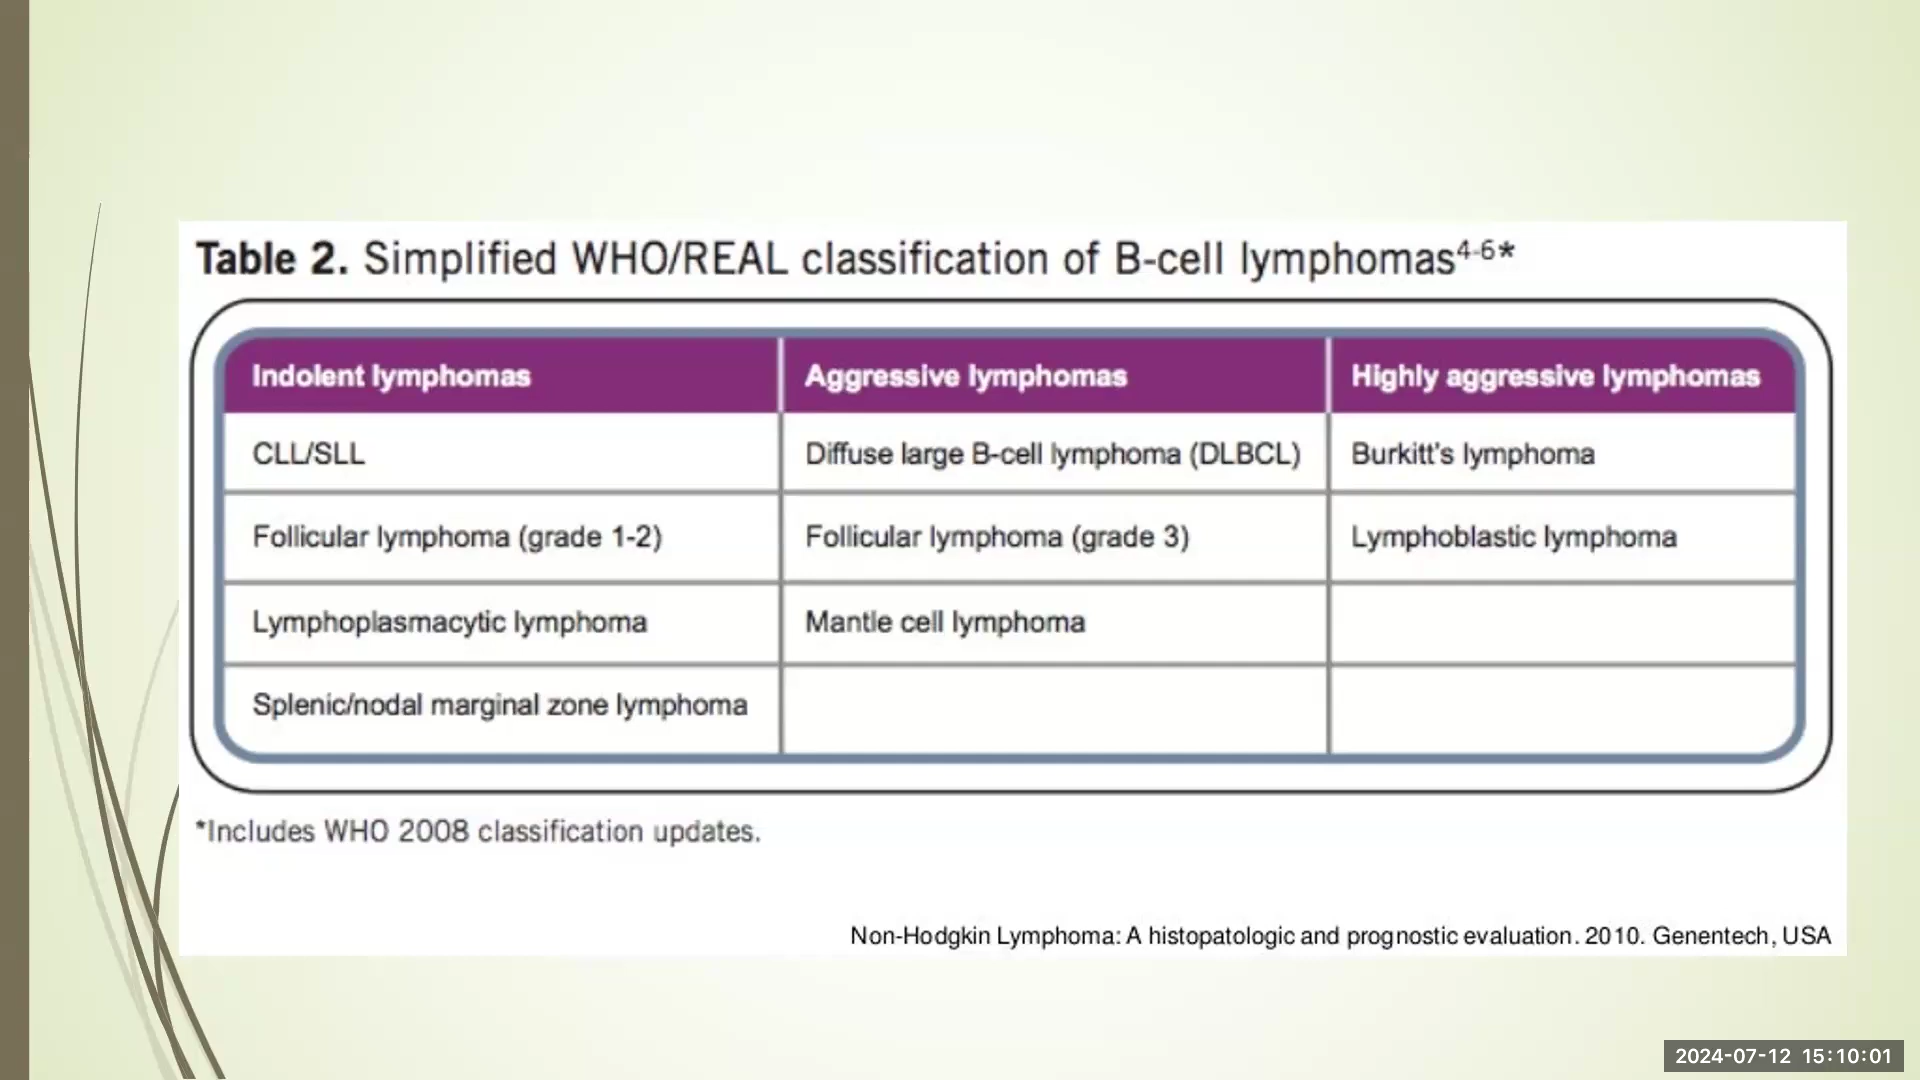 Table 2. Simplified WHO/REAL classification of B-cell lymphomas4-6*
Indolent lymphomas Aggressive lymphomas Highly aggressive lymphomas
CLL/SLL Diffuse large B-cell lymphoma (DLBCL) Burkitt's lymphoma
Follicular lymphoma (grade 1-2) Follicular lymphoma (grade 3) Lymphoblastic lymphoma
Lymphoplasmacytic lymphoma Mantle cell lymphoma
Splenic/nodal marginal zone lymphoma
*Includes WHO 2008 classification updates.
Non-Hodgkin Lymphoma: A histopatologic and prognostic evaluation. 2010. Genentech, USA
2024-07-12 15:10:01